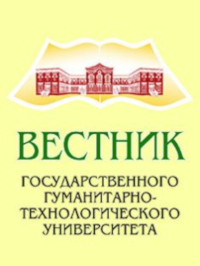 ВЕСТНИК
ГОСУДАРСТВЕННОГО
ГУМАНИТАРНО-
ТЕХНОЛОГИЧЕСКОГО
УНИВЕРСИТЕТА